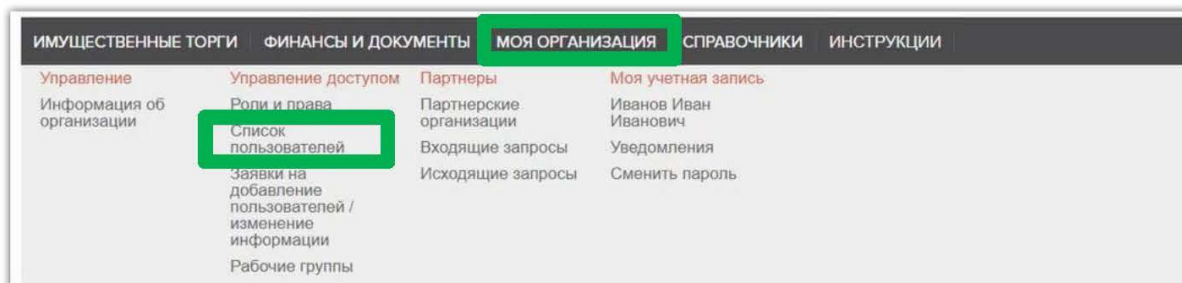 ИМУЩЕСТВЕННЫЕ ТОРГИ ФИНАНСЫ И ДОКУМЕНТЫ МОЯ ОРГАНИЗАЦИЯ СПРАВОЧНИКИ ИНСТРУКЦИИ
Управление
Информация об
организации
Управление доступом
Роли и права
Список
пользователей
Заявки на
добавление
пользователей /
изменение
информации
Рабочие группы
Партнеры
Партнерские
организации
Входящие запросы
Исходящие запросы
Моя учетная запись
Иванов Иван
Иванович
Уведомления
Сменить пароль